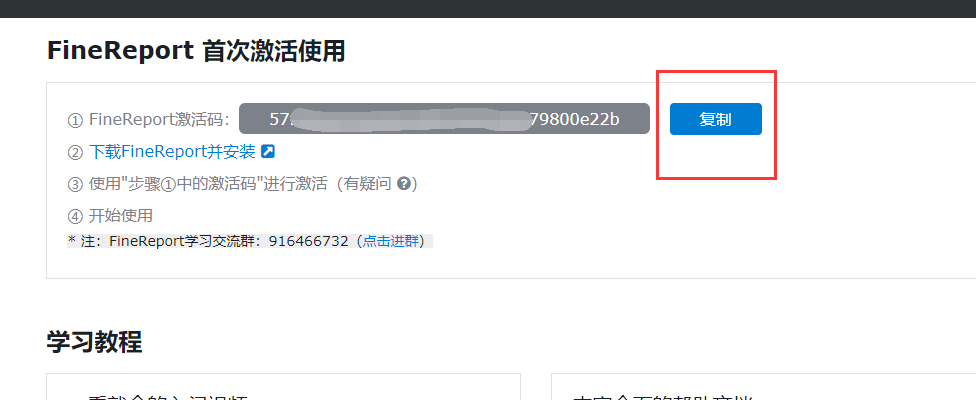 FineReport 首次激活使用
① FineReport激活码： 57 79800e22b 复制
② 下载FineReport并安装
③ 使用"步骤①中的激活码"进行激活（有疑问 ?）
④ 开始使用
* 注：FineReport学习交流群：916466732（点击进群）
学习教程